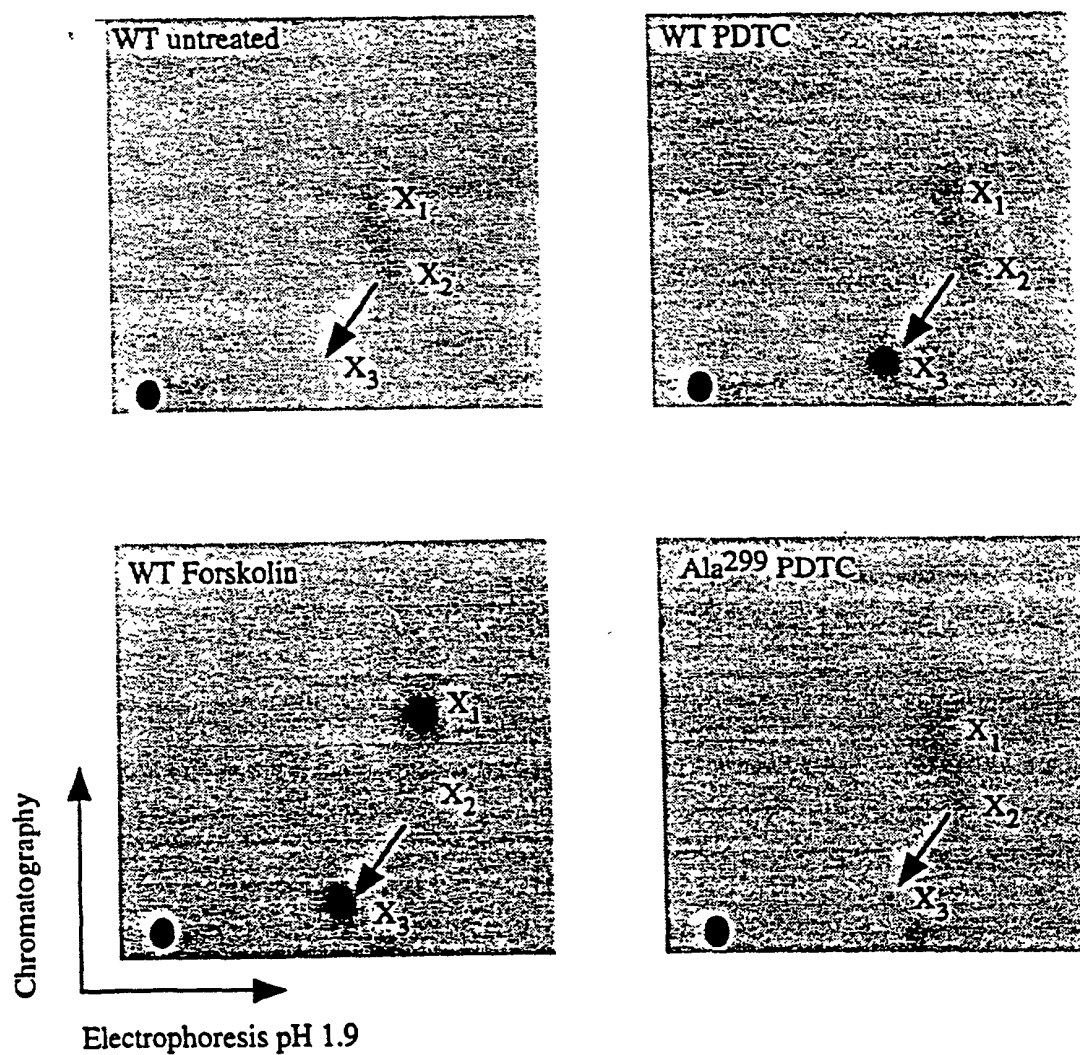 WT untreated
X1
X2
X3
WT PDTC
X1
X2
X3
WT Forskolin
X1
X2
X3
Ala299 PDTC
X1
X2
X3
Chromatography
Electrophoresis pH 1.9